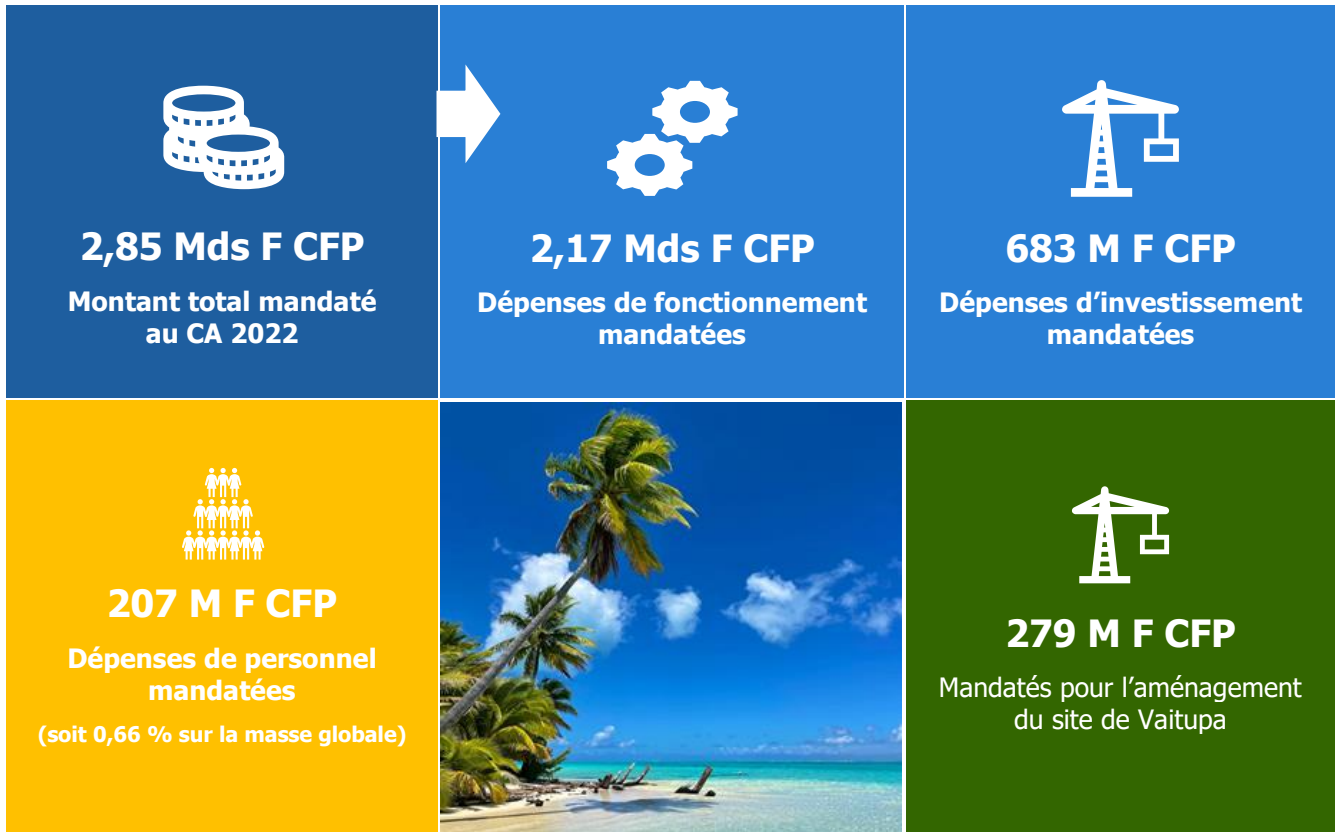 2,85 Mds F CFP
Montant total mandaté
au CA 2022
2,17 Mds F CFP
Dépenses de fonctionnement
mandatées
683 M F CFP
Dépenses d’investissement
mandatées
207 M F CFP
Dépenses de personnel
mandatées
(soit 0,66 % sur la masse globale)
279 M F CFP
Mandatés pour l’aménagement
du site de Vaitupa